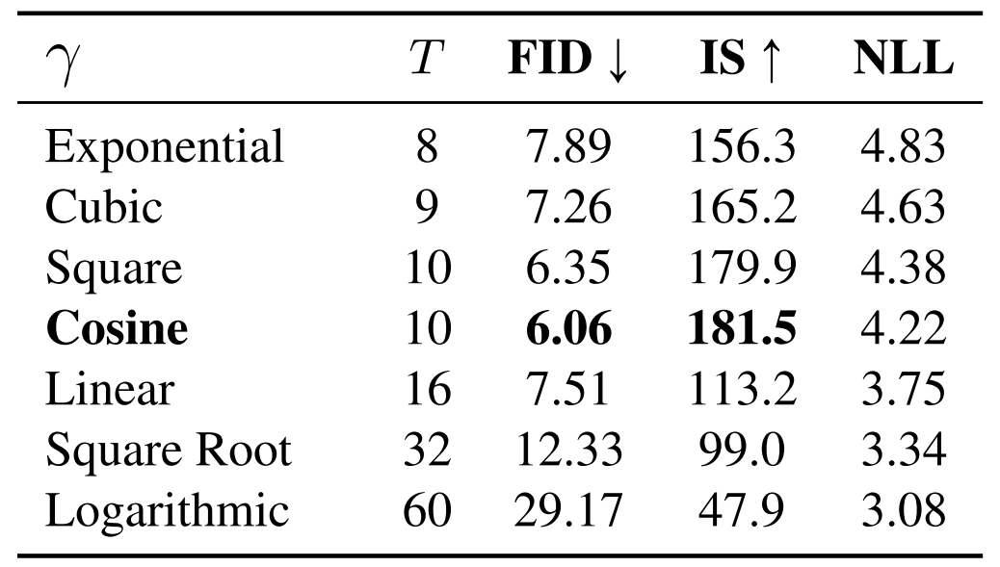 γ T FID ↓ IS ↑ NLL
Exponential 8 7.89 156.3 4.83
Cubic 9 7.26 165.2 4.63
Square 10 6.35 179.9 4.38
Cosine 10 6.06 181.5 4.22
Linear 16 7.51 113.2 3.75
Square Root 32 12.33 99.0 3.34
Logarithmic 60 29.17 47.9 3.08